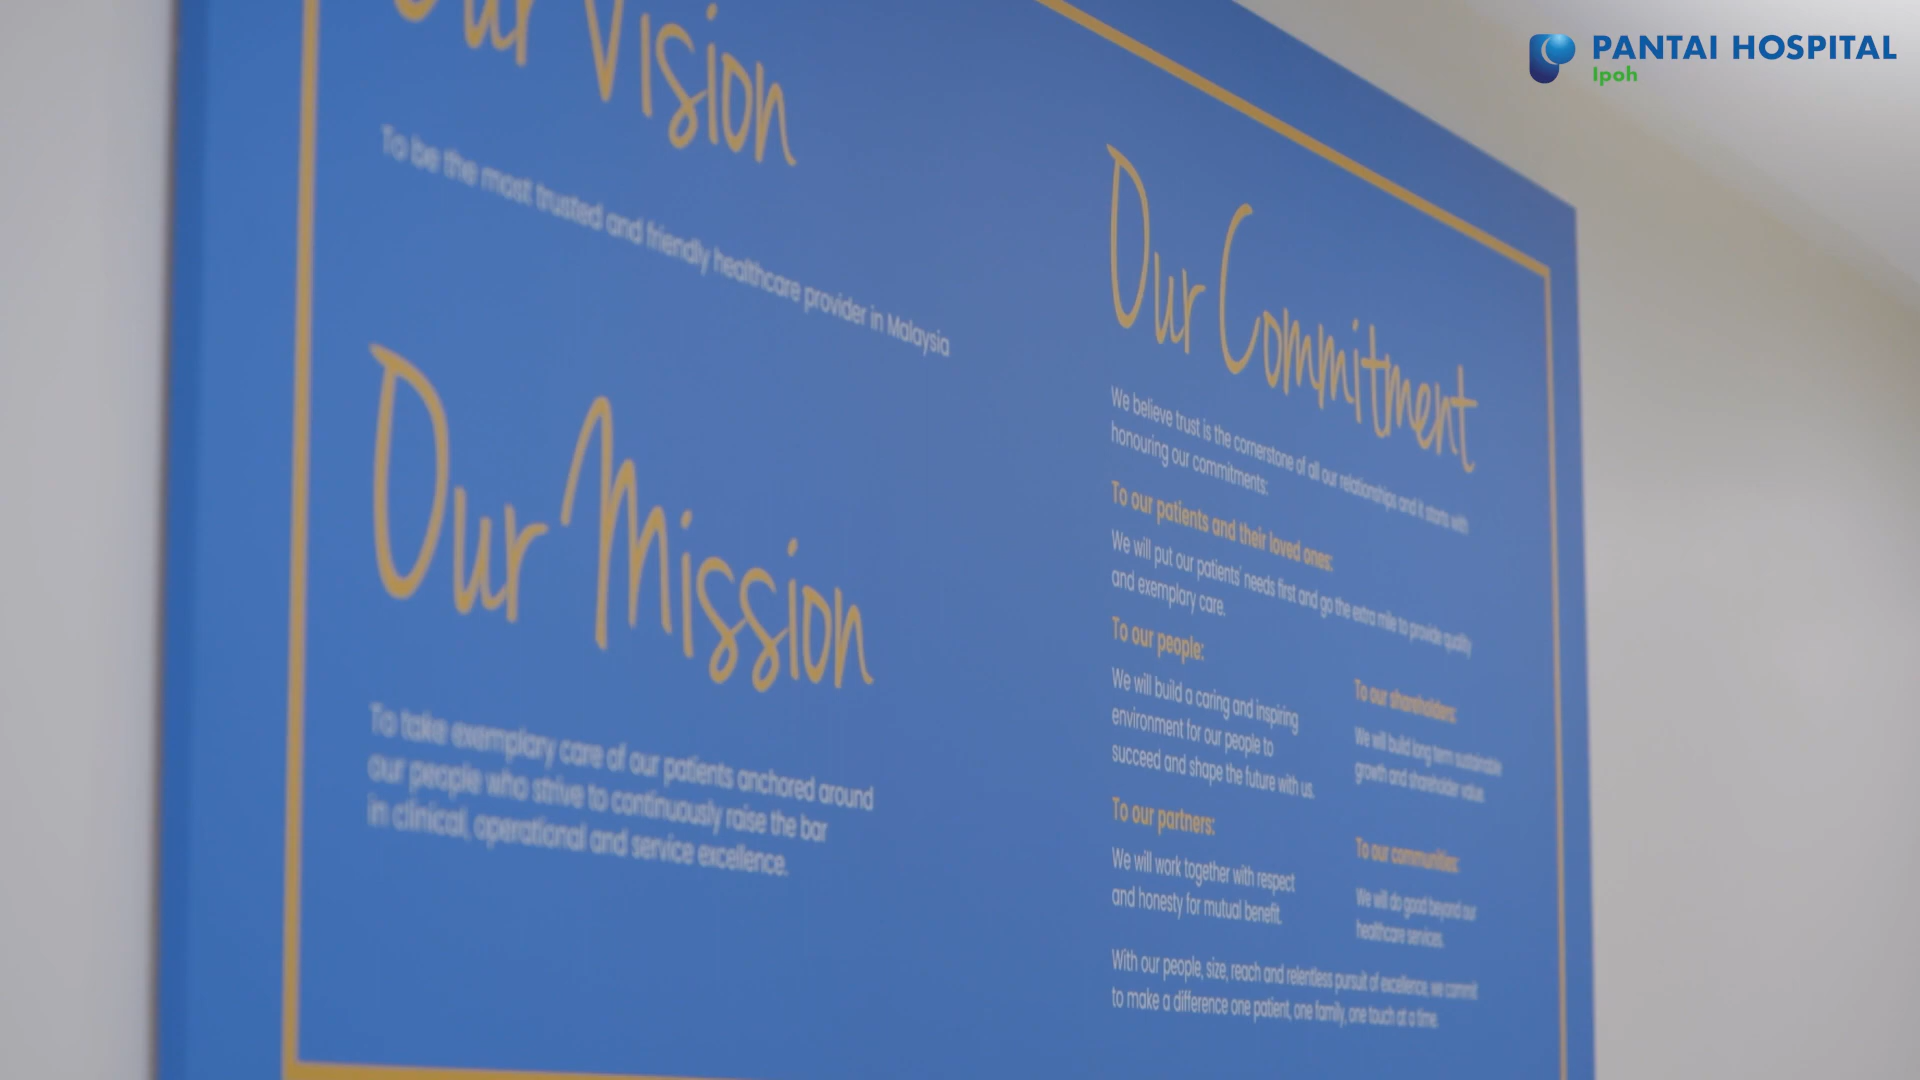 PANTAI HOSPITAL
Ipoh
Our Vision
To be the most trusted and friendly healthcare provider in Malaysia
Our Mission
To take exemplary care of our patients anchored around
our people who strive to continuously raise the bar
in clinical, operational and service excellence.
Our Commitment
We believe trust is the cornerstone of all our relationships and it starts with
honouring our commitments:
To our patients and their loved ones:
We will put our patients' needs first and go the extra mile to provide quality
and exemplary care.
To our people:
We will build a caring and inspiring
environment for our people to
succeed and shape the future with us.
To our shareholders:
We will build long term sustainable
growth and shareholder value.
To our partners:
We will work together with respect
and honesty for mutual benefit.
To our communities:
We will do good beyond our
healthcare services.
With our people, size, reach and relentless pursuit of excellence, we commit
to make a difference one patient, one family, one touch at a time.